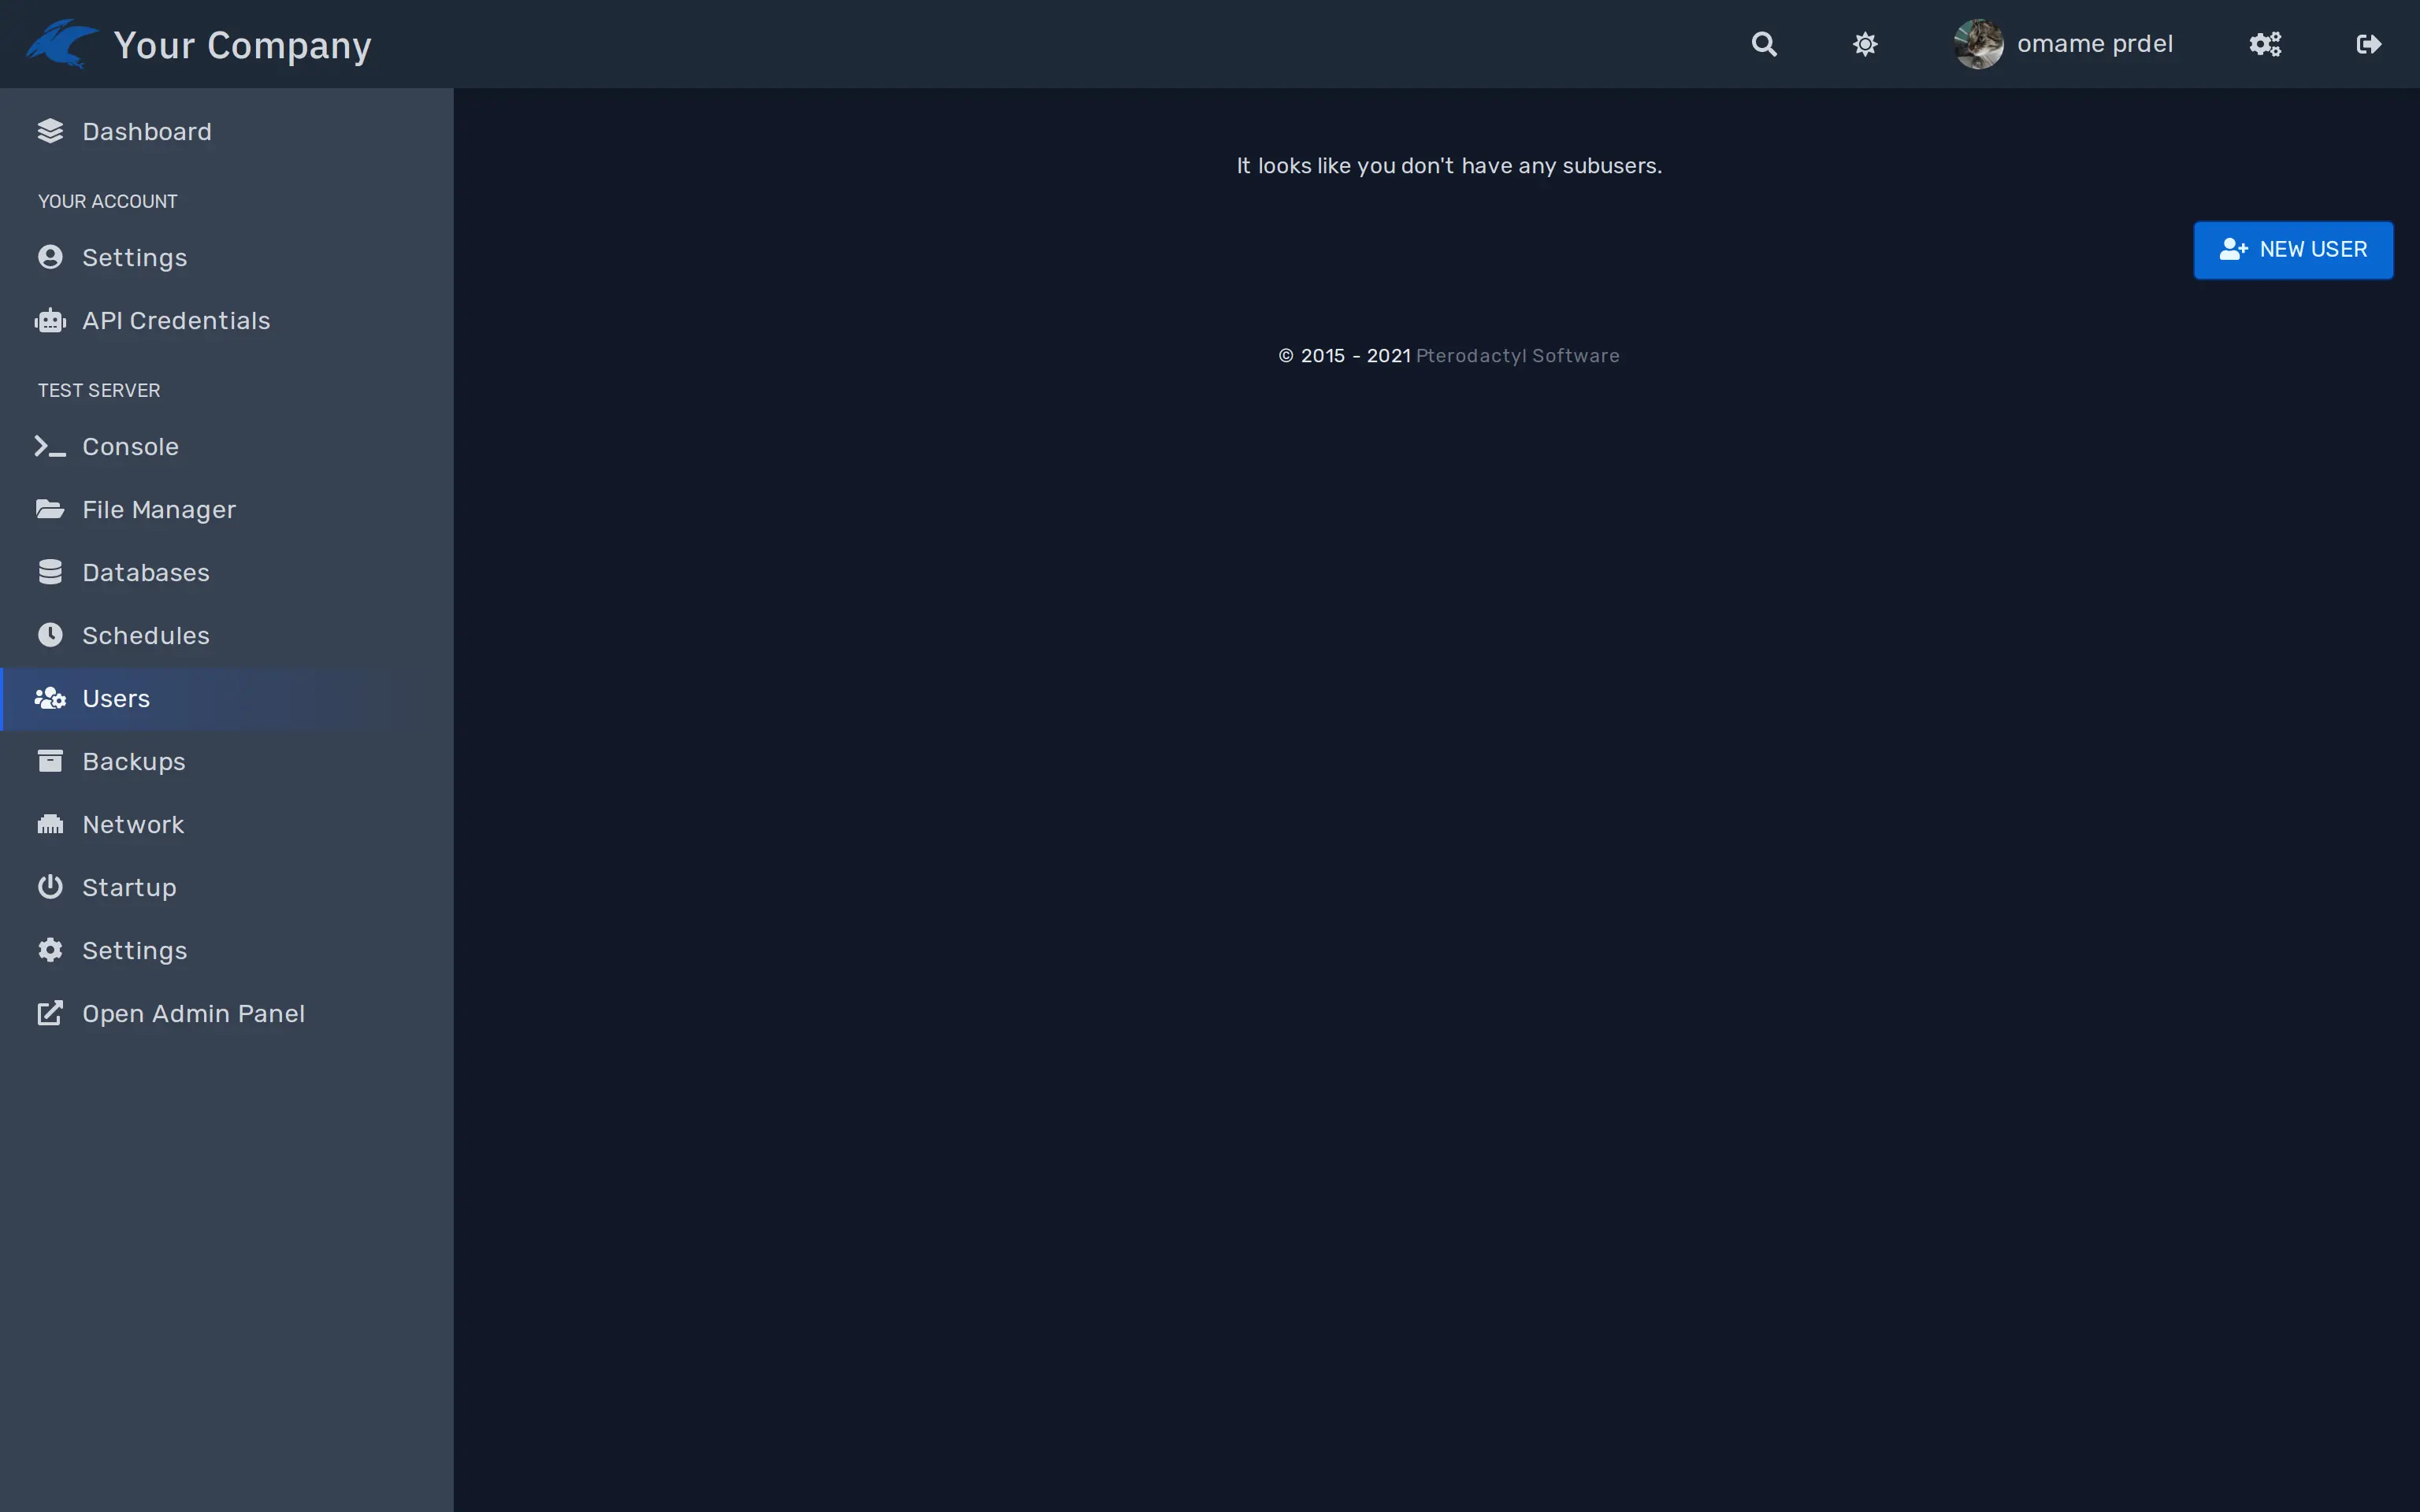 Your Company
omame prdel
Dashboard
YOUR ACCOUNT
Settings
API Credentials
TEST SERVER
Console
File Manager
Databases
Schedules
Users
Backups
Network
Startup
Settings
Open Admin Panel
It looks like you don't have any subusers.
NEW USER
© 2015 - 2021 Pterodactyl Software